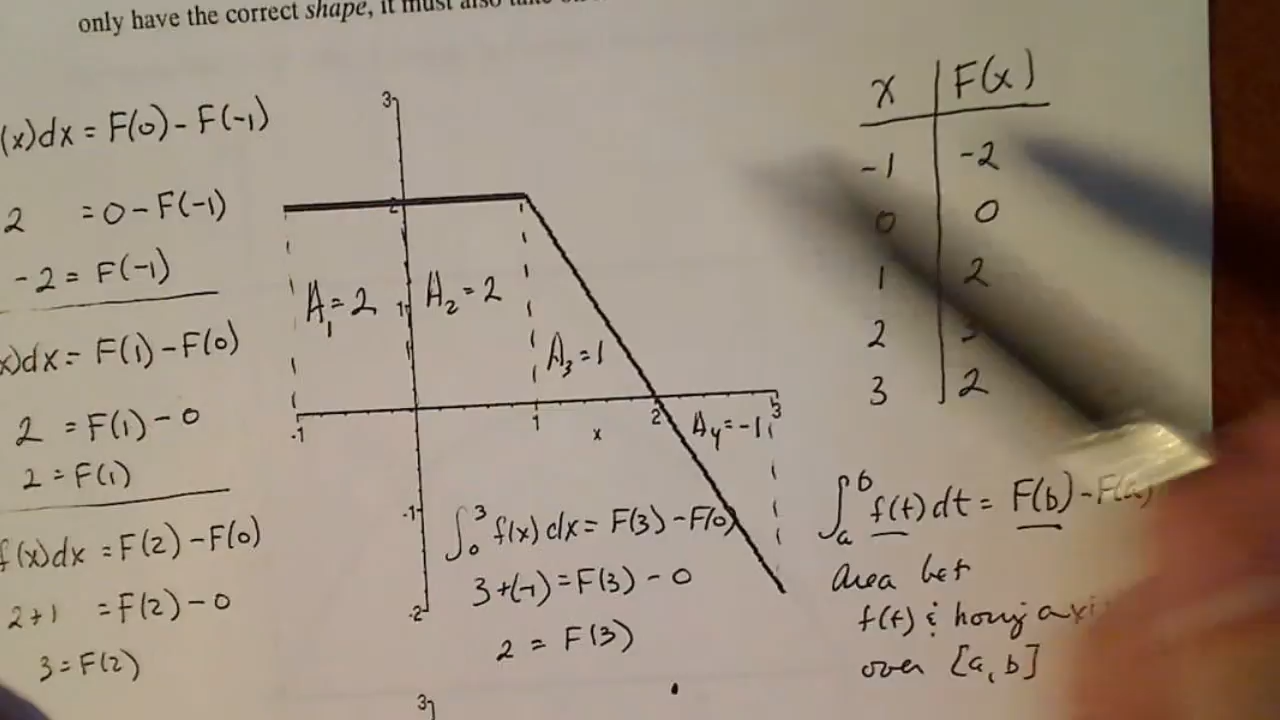 only have the correct shape, it must also
(x)dx = F(0) - F(-1)
2 = 0 - F(-1)
-2 = F(-1)
x)dx = F(1) - F(0)
2 = F(1) - 0
2 = F(1)
f(x)dx = F(2) - F(0)
2+1 = F(2) - 0
3 = F(2)
3
2
1
-1
-2
-1
1
2
3
x
A₁ = 2
A₂ = 2
A₃ = 1
A₄ = -1
∫₀³ f(x)dx = F(3) - F(0)
3+(-1) = F(3) - 0
2 = F(3)
x F(x)
-1 -2
0 0
1 2
2 3
3 2
∫ₐᵇ f(t)dt = F(b) - F(a)
Area bet
f(t) & horiz axis
over [a, b]
3